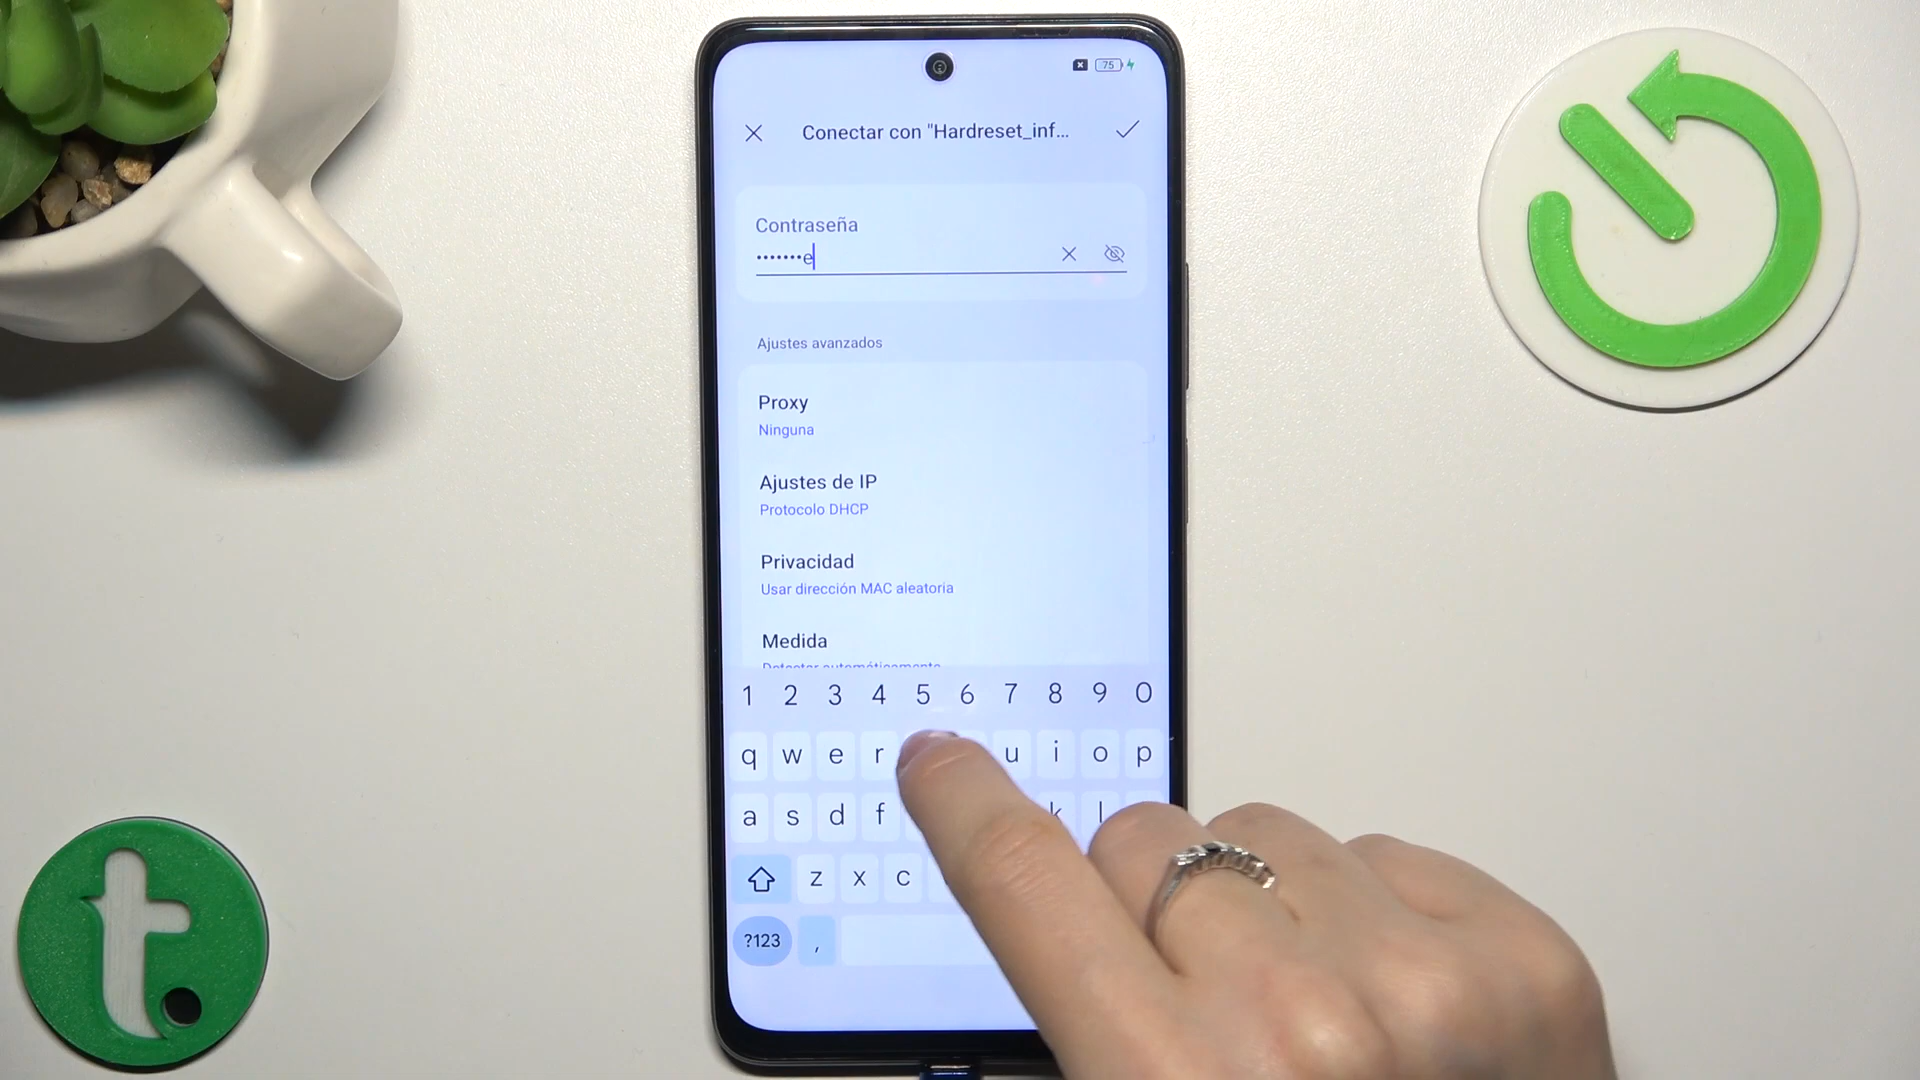 75
Conectar con "Hardreset_inf...
Contraseña
•••••••e
Ajustes avanzados
Proxy
Ninguna
Ajustes de IP
Protocolo DHCP
Privacidad
Usar dirección MAC aleatoria
Medida
Detectar automáticamente
1 2 3 4 5 6 7 8 9 0
q w e r u i o p
a s d f k l
z x c
?123 ,
t.